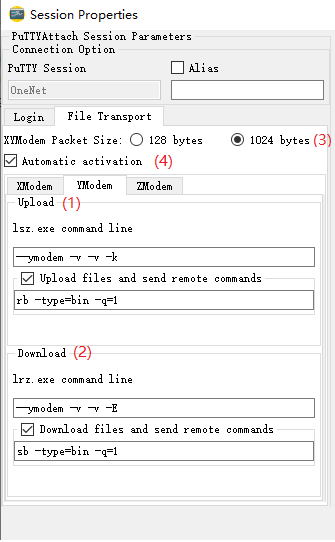 Session Properties
PuTTYAttach Session Parameters
Connection Option
PuTTY Session
Alias
OneNet
Login
File Transport
XYModem Packet Size:
128 bytes
1024 bytes (3)
Automatic activation (4)
XModem
YModem
ZModem
Upload (1)
lsz.exe command line
--ymodem -v -v -k
Upload files and send remote commands
rb -type=bin -q=1
Download (2)
lrz.exe command line
--ymodem -v -v -E
Download files and send remote commands
sb -type=bin -q=1